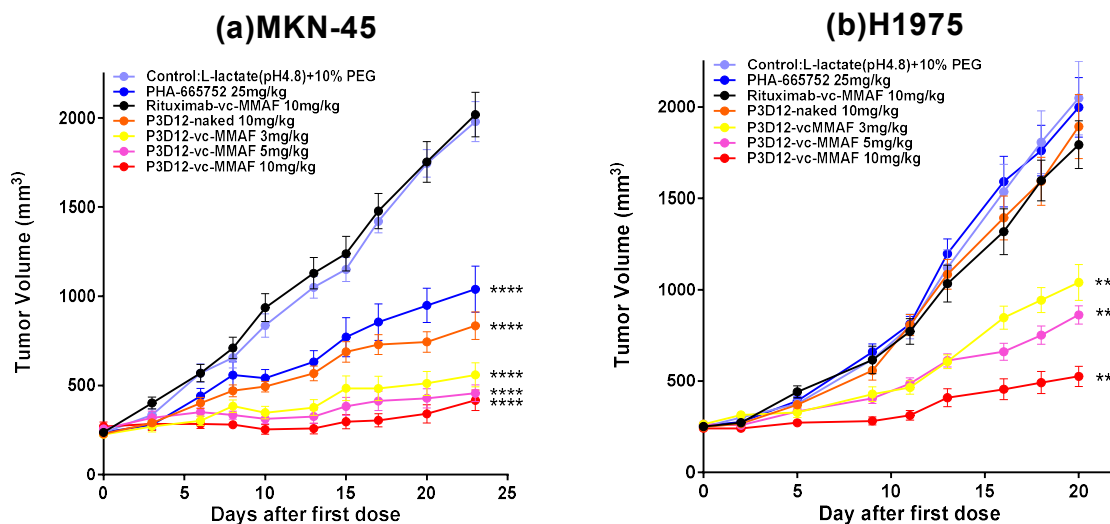 (a)MKN-45
Control:L-lactate(pH4.8)+10% PEG
PHA-665752 25mg/kg
Rituximab-vc-MMAF 10mg/kg
P3D12-naked 10mg/kg
P3D12-vc-MMAF 3mg/kg
P3D12-vc-MMAF 5mg/kg
P3D12-vc-MMAF 10mg/kg
Tumor Volume (mm³)
2000
1500
1000
500
0
****
****
****
****
****
0 5 10 15 20 25
Days after first dose
(b)H1975
Control:L-lactate(pH4.8)+10% PEG
PHA-665752 25mg/kg
Rituximab-vc-MMAF 10mg/kg
P3D12-naked 10mg/kg
P3D12-vcMMAF 3mg/kg
P3D12-vc-MMAF 5mg/kg
P3D12-vc-MMAF 10mg/kg
Tumor Volume (mm³)
2000
1500
1000
500
0
**
**
**
0 5 10 15 20
Day after first dose